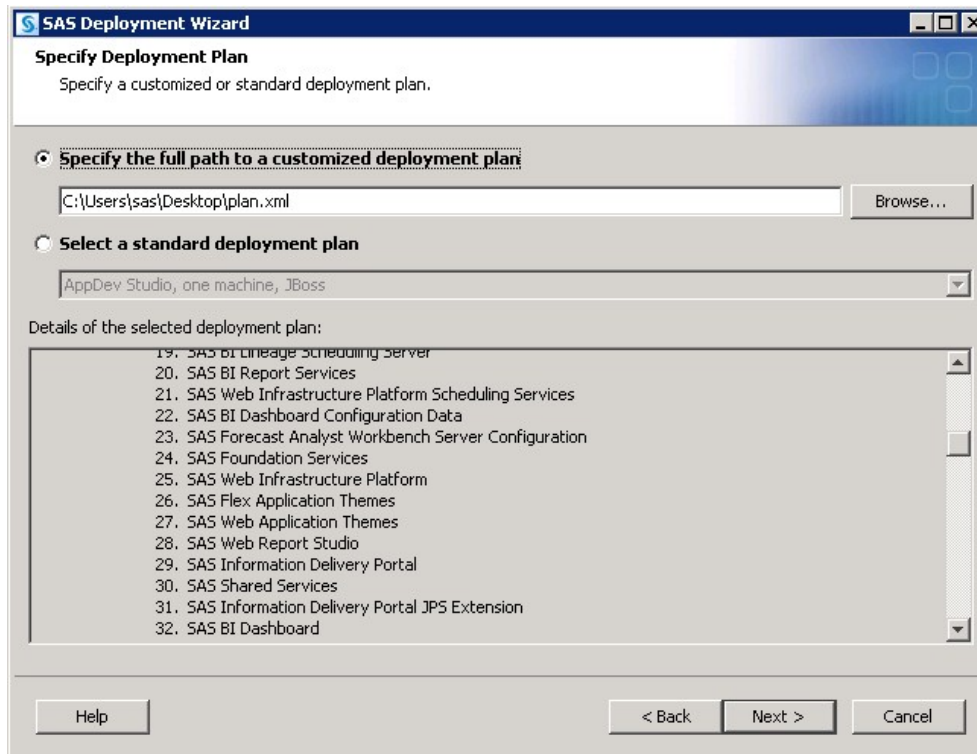 SAS Deployment Wizard
Specify Deployment Plan
Specify a customized or standard deployment plan.
Specify the full path to a customized deployment plan
C:\Users\sas\Desktop\plan.xml
Browse...
Select a standard deployment plan
AppDev Studio, one machine, JBoss
Details of the selected deployment plan:
19. SAS BI Lineage Scheduling Server
20. SAS BI Report Services
21. SAS Web Infrastructure Platform Scheduling Services
22. SAS BI Dashboard Configuration Data
23. SAS Forecast Analyst Workbench Server Configuration
24. SAS Foundation Services
25. SAS Web Infrastructure Platform
26. SAS Flex Application Themes
27. SAS Web Application Themes
28. SAS Web Report Studio
29. SAS Information Delivery Portal
30. SAS Shared Services
31. SAS Information Delivery Portal JPS Extension
32. SAS BI Dashboard
Help
< Back
Next >
Cancel